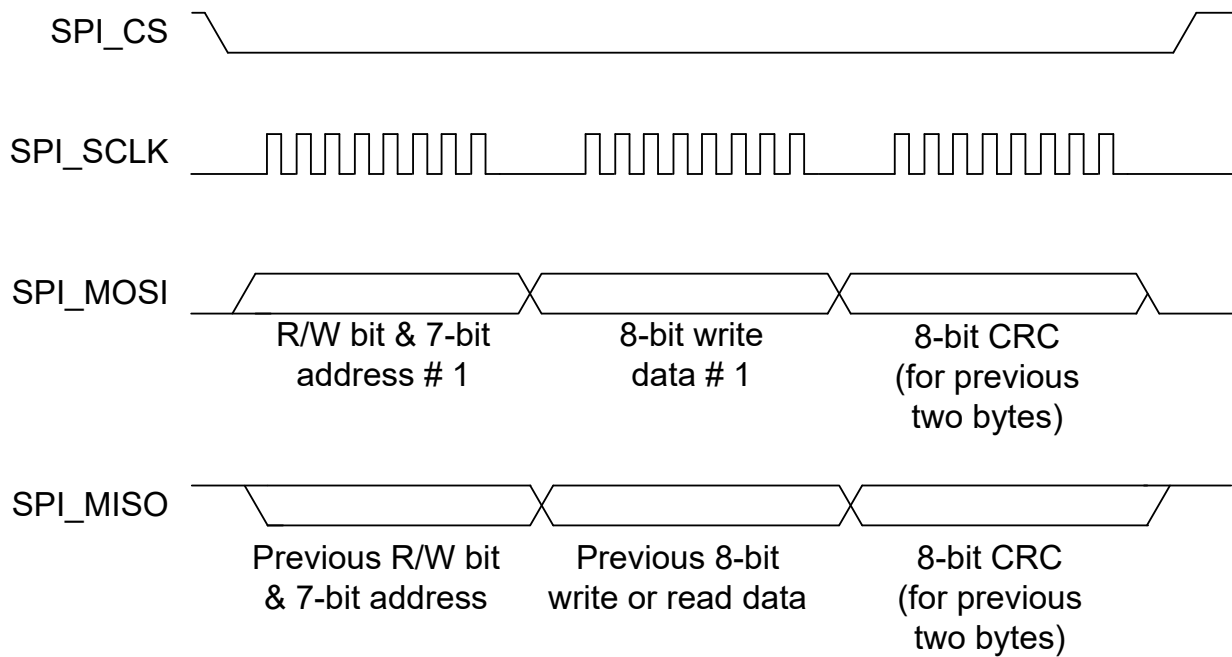 SPI_CS
SPI_SCLK
SPI_MOSI
R/W bit & 7-bit
address # 1
8-bit write
data # 1
8-bit CRC
(for previous
two bytes)
SPI_MISO
Previous R/W bit
& 7-bit address
Previous 8-bit
write or read data
8-bit CRC
(for previous
two bytes)